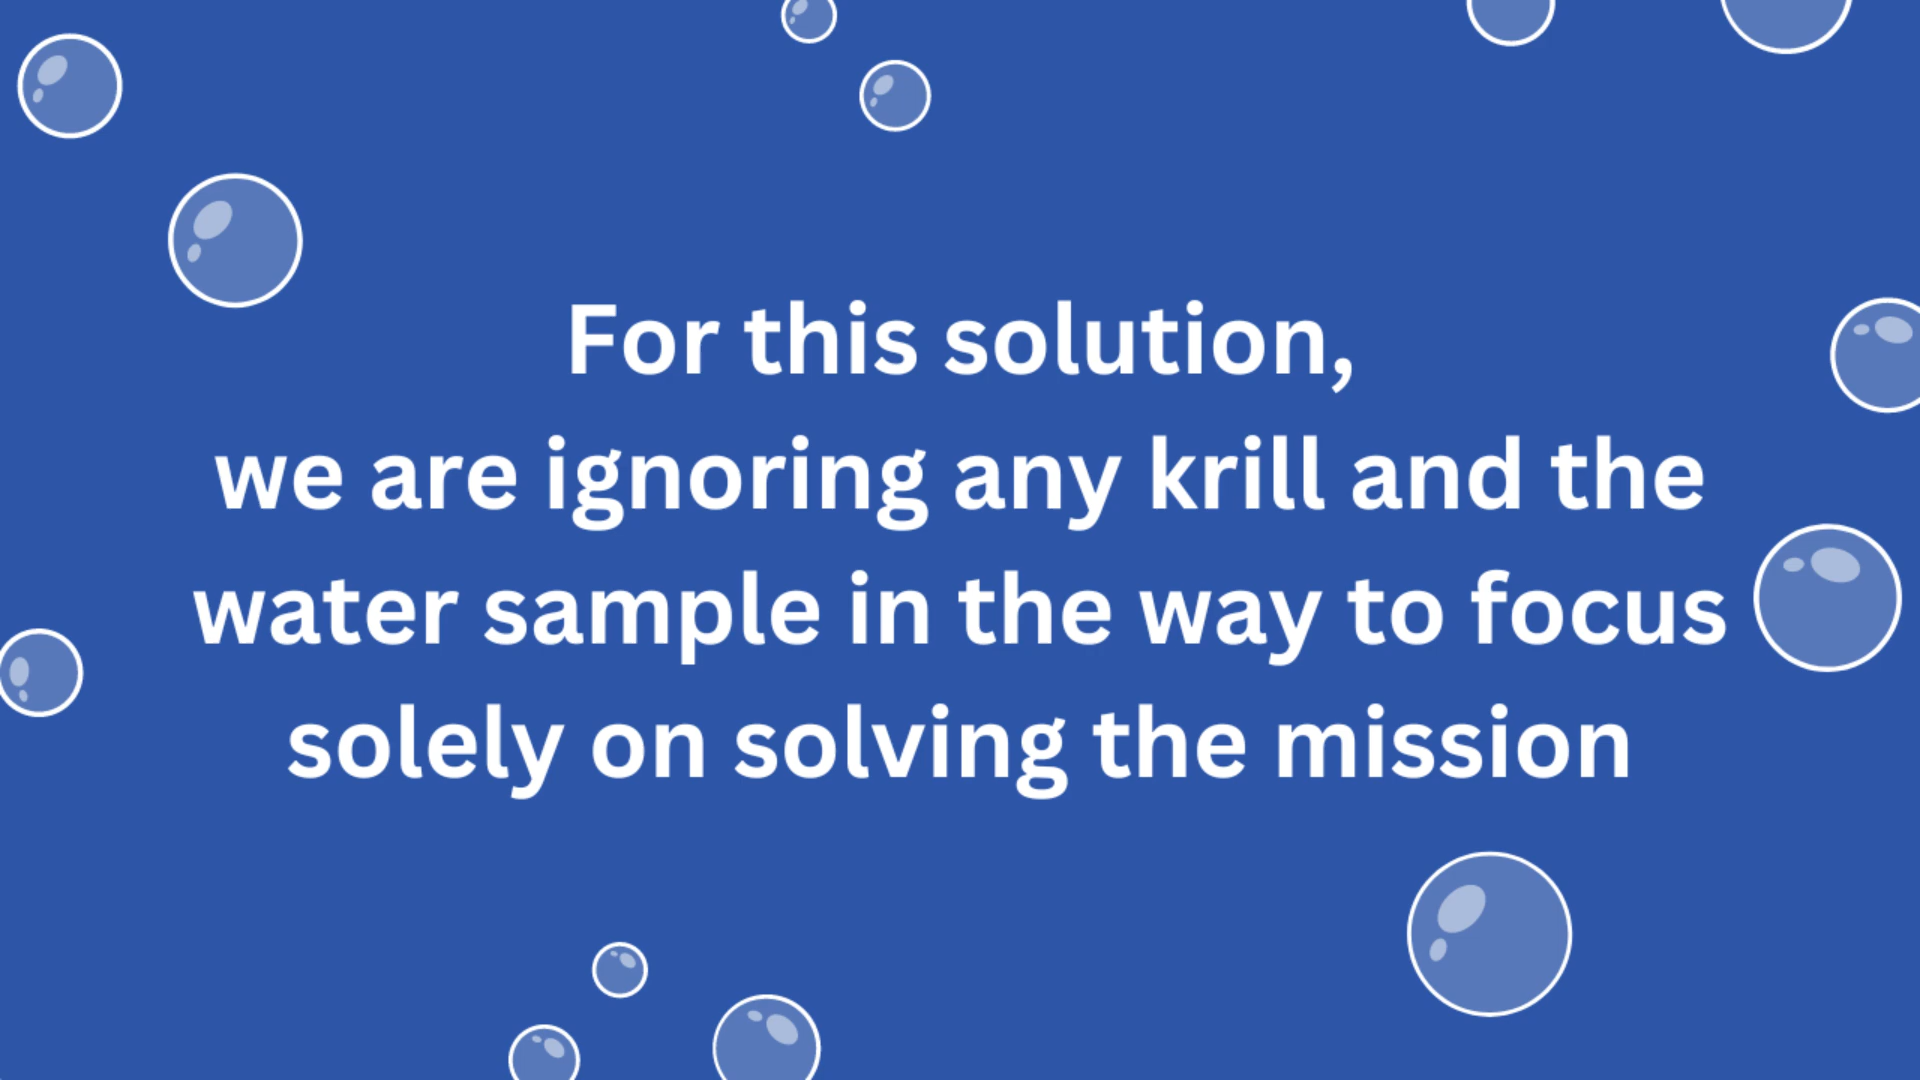 For this solution,
we are ignoring any krill and the
water sample in the way to focus
solely on solving the mission